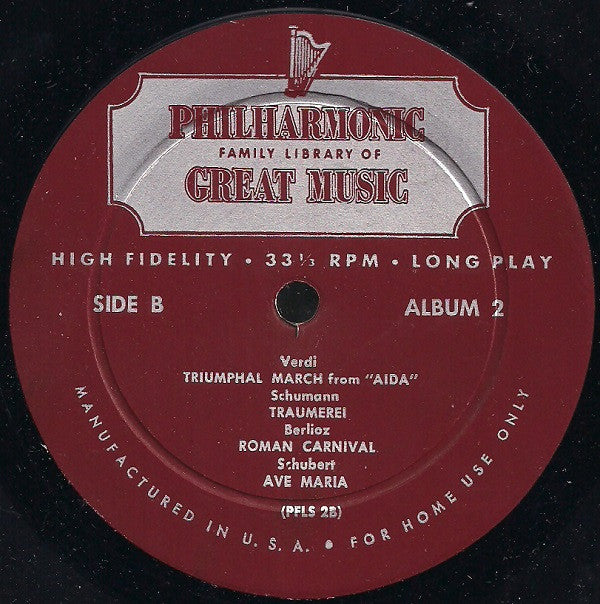 PHILHARMONIC
FAMILY LIBRARY OF
GREAT MUSIC
HIGH FIDELITY • 33⅓ RPM • LONG PLAY
SIDE B
ALBUM 2
Verdi
TRIUMPHAL MARCH from "AIDA"
Schumann
TRAUMEREI
Berlioz
ROMAN CARNIVAL
Schubert
AVE MARIA
(PFLS 2B)
MANUFACTURED IN U. S. A. • FOR HOME USE ONLY